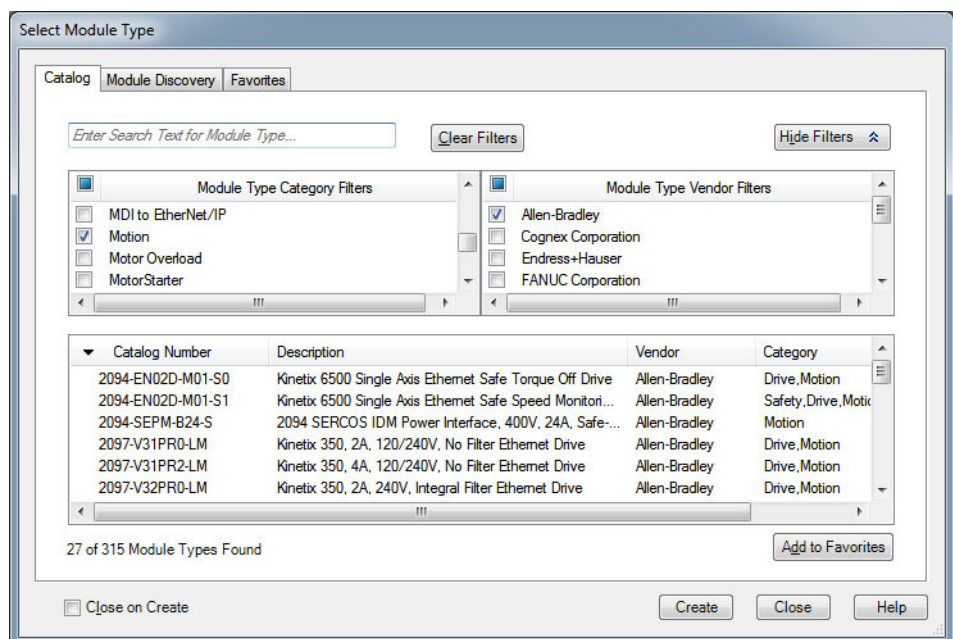 Select Module Type
Catalog Module Discovery Favorites
Enter Search Text for Module Type... Clear Filters Hide Filters
Module Type Category Filters Module Type Vendor Filters
MDI to EtherNet/IP Allen-Bradley
Motion Cognex Corporation
Motor Overload Endress+Hauser
MotorStarter FANUC Corporation
Catalog Number Description Vendor Category
2094-EN02D-M01-S0 Kinetix 6500 Single Axis Ethernet Safe Torque Off Drive Allen-Bradley Drive,Motion
2094-EN02D-M01-S1 Kinetix 6500 Single Axis Ethernet Safe Speed Monitori... Allen-Bradley Safety,Drive,Motic
2094-SEPM-B24-S 2094 SERCOS IDM Power Interface, 400V, 24A, Safe-... Allen-Bradley Motion
2097-V31PR0-LM Kinetix 350, 2A, 120/240V, No Filter Ethernet Drive Allen-Bradley Drive,Motion
2097-V31PR2-LM Kinetix 350, 4A, 120/240V, No Filter Ethernet Drive Allen-Bradley Drive,Motion
2097-V32PR0-LM Kinetix 350, 2A, 240V, Integral Filter Ethernet Drive Allen-Bradley Drive,Motion
27 of 315 Module Types Found Add to Favorites
Close on Create Create Close Help